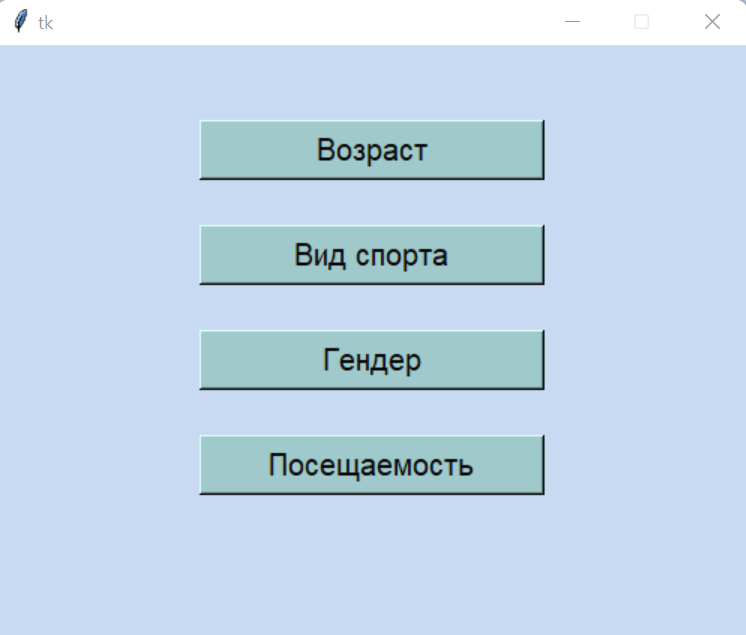 tk
Возраст
Вид спорта
Гендер
Посещаемость